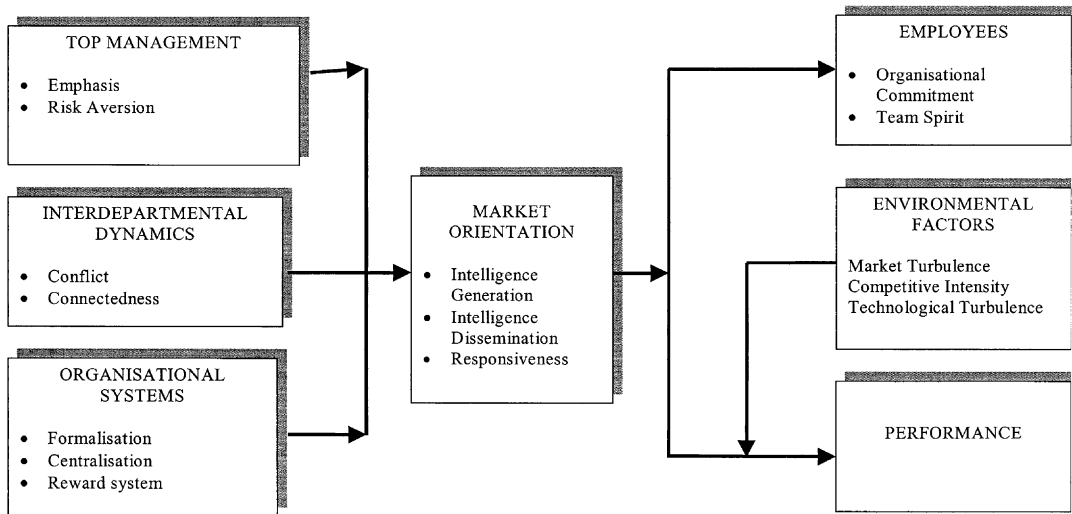 TOP MANAGEMENT
• Emphasis
• Risk Aversion
INTERDEPARTMENTAL
DYNAMICS
• Conflict
• Connectedness
ORGANISATIONAL
SYSTEMS
• Formalisation
• Centralisation
• Reward system
MARKET
ORIENTATION
• Intelligence
Generation
• Intelligence
Dissemination
• Responsiveness
EMPLOYEES
• Organisational
Commitment
• Team Spirit
ENVIRONMENTAL
FACTORS
Market Turbulence
Competitive Intensity
Technological Turbulence
PERFORMANCE